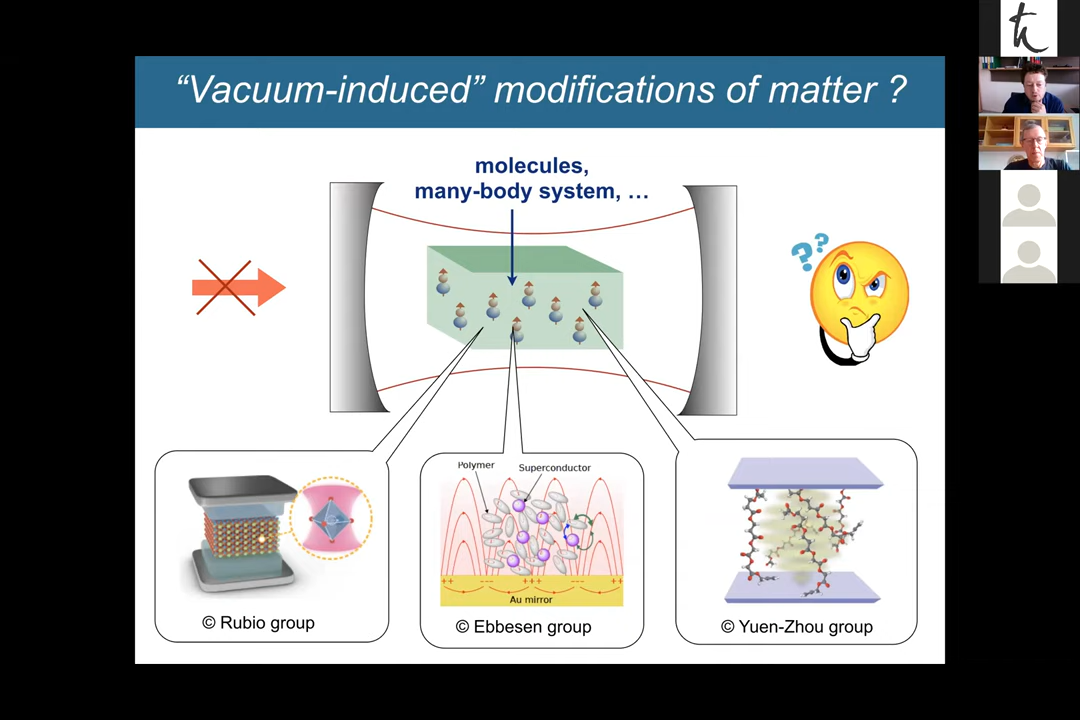 “Vacuum-induced” modifications of matter ?
molecules,
many-body system, …
? ?
Polymer
Superconductor
++
---
+++
---
++
Au mirror
© Rubio group
© Ebbesen group
© Yuen-Zhou group